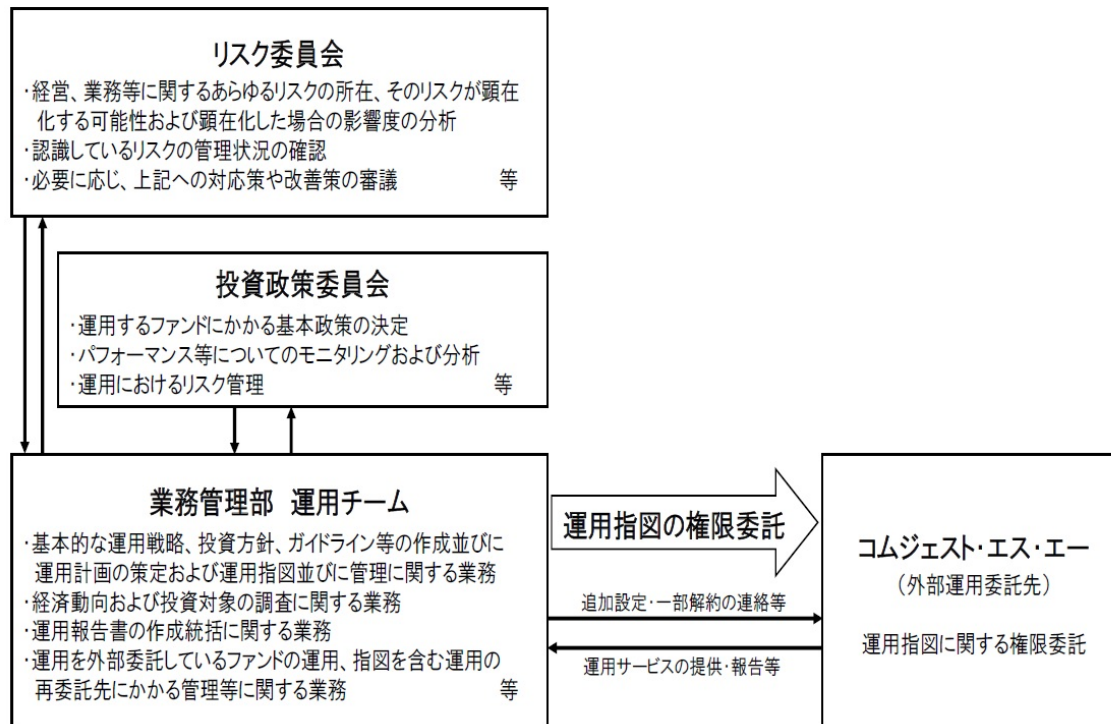 リスク委員会
・経営、業務等に関するあらゆるリスクの所在、そのリスクが顕在
化する可能性および顕在化した場合の影響度の分析
・認識しているリスクの管理状況の確認
・必要に応じ、上記への対応策や改善策の審議 等
投資政策委員会
・運用するファンドにかかる基本政策の決定
・パフォーマンス等についてのモニタリングおよび分析
・運用におけるリスク管理 等
業務管理部 運用チーム
・基本的な運用戦略、投資方針、ガイドライン等の作成並びに
運用計画の策定および運用指図並びに管理に関する業務
・経済動向および投資対象の調査に関する業務
・運用報告書の作成統括に関する業務
・運用を外部委託しているファンドの運用、指図を含む運用の
再委託先にかかる管理等に関する業務 等
運用指図の権限委託
追加設定・一部解約の連絡等
運用サービスの提供・報告等
コムジェスト・エス・エー
（外部運用委託先）
運用指図に関する権限委託